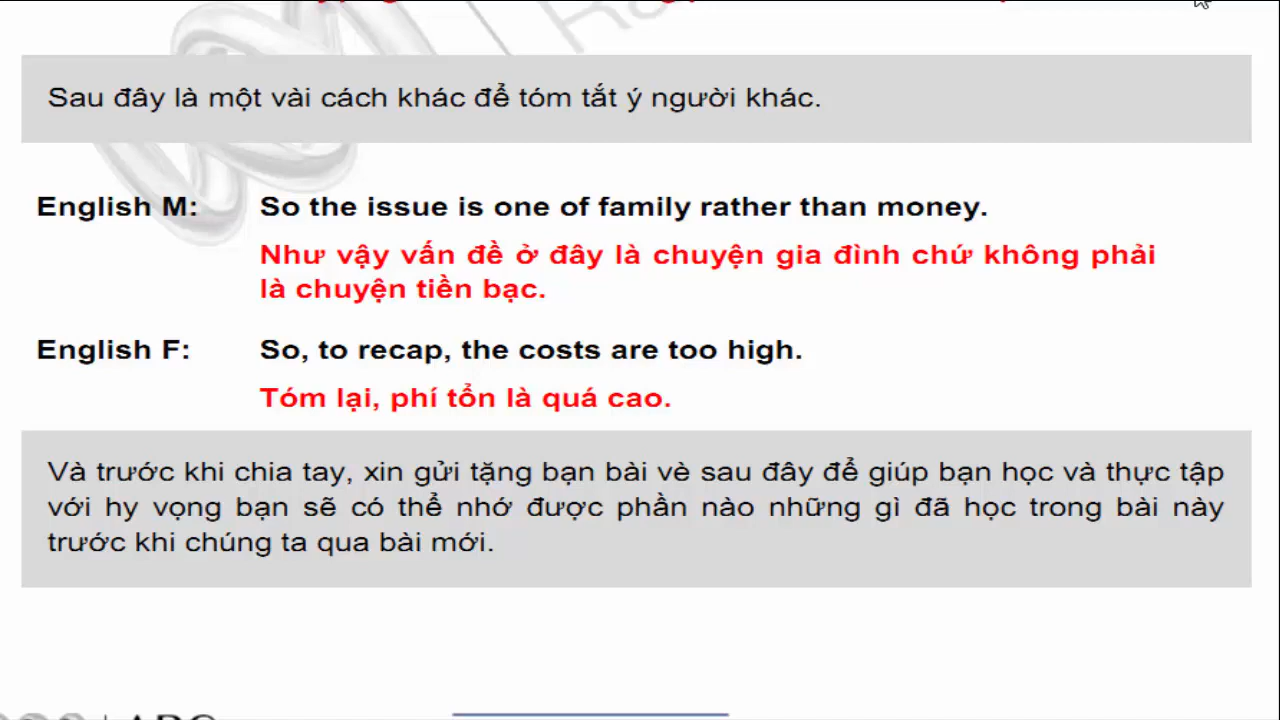 Sau đây là một vài cách khác để tóm tắt ý người khác.
English M: So the issue is one of family rather than money.
Như vậy vấn đề ở đây là chuyện gia đình chứ không phải
là chuyện tiền bạc.
English F: So, to recap, the costs are too high.
Tóm lại, phí tổn là quá cao.
Và trước khi chia tay, xin gửi tặng bạn bài vè sau đây để giúp bạn học và thực tập
với hy vọng bạn sẽ có thể nhớ được phần nào những gì đã học trong bài này
trước khi chúng ta qua bài mới.